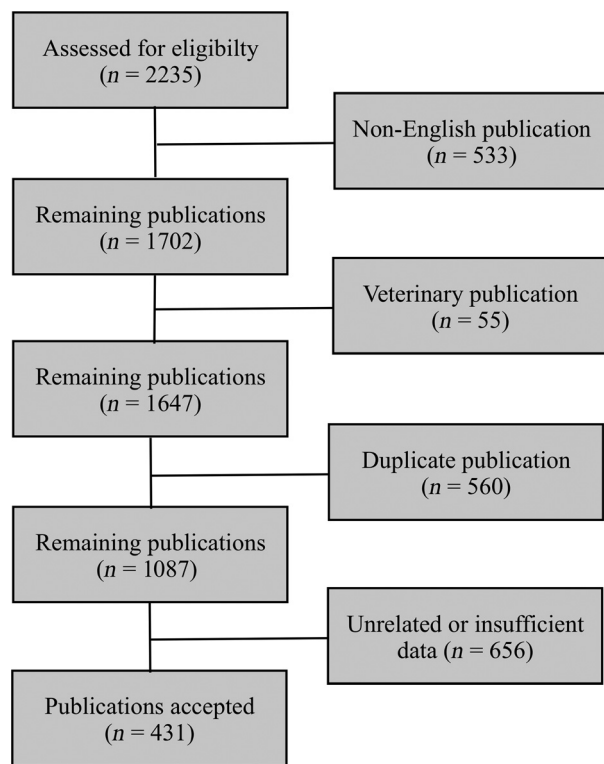 Assessed for eligibilty
(n = 2235)
Non-English publication
(n = 533)
Remaining publications
(n = 1702)
Veterinary publication
(n = 55)
Remaining publications
(n = 1647)
Duplicate publication
(n = 560)
Remaining publications
(n = 1087)
Unrelated or insufficient
data (n = 656)
Publications accepted
(n = 431)